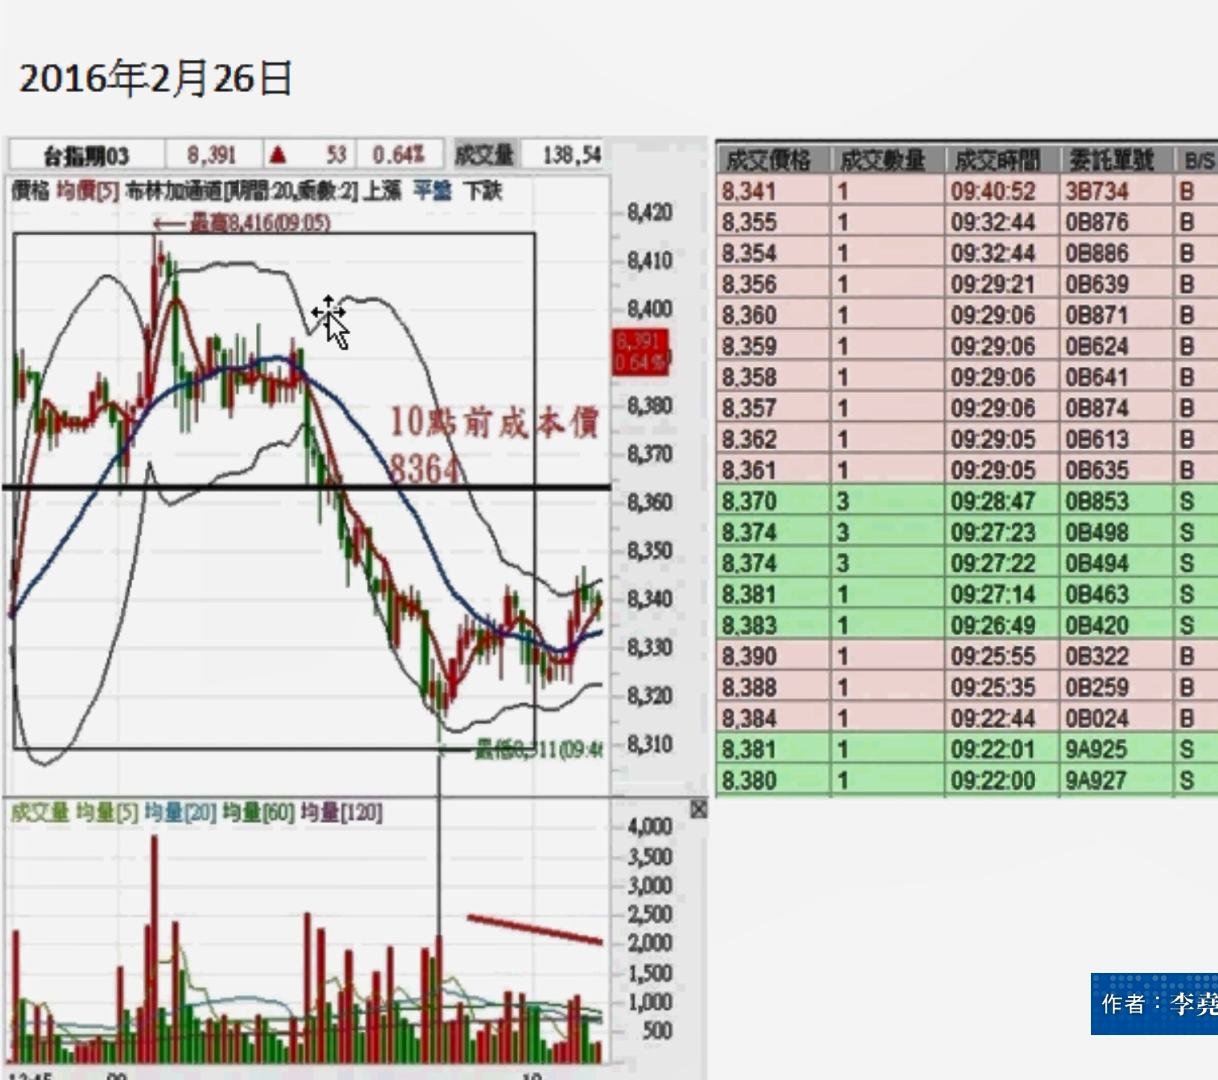 2016年2月26日
台指期03 8,391 ▲ 53 0.64% 成交量 138,54
價格 均價[5] 布林加通道[期間:20,乘數:2] 上漲 平盤 下跌
←最高8,416(09:05)
8,420
8,410
8,400
8,391
0.64%
8,380
8,370
8,360
8,350
8,340
8,330
8,320
8,310
10點前成本價
8364
←最低8,311(09:46
成交量 均量[5] 均量[20] 均量[60] 均量[120]
4,000
3,500
3,000
2,500
2,000
1,500
1,000
500
13:45 09 10
成交價格 成交數量 成交時間 委託單號 B/S
8,341 1 09:40:52 3B734 B
8,355 1 09:32:44 0B876 B
8,354 1 09:32:44 0B886 B
8,356 1 09:29:21 0B639 B
8,360 1 09:29:06 0B871 B
8,359 1 09:29:06 0B624 B
8,358 1 09:29:06 0B641 B
8,357 1 09:29:06 0B874 B
8,362 1 09:29:05 0B613 B
8,361 1 09:29:05 0B635 B
8,370 3 09:28:47 0B853 S
8,374 3 09:27:23 0B498 S
8,374 3 09:27:22 0B494 S
8,381 1 09:27:14 0B463 S
8,383 1 09:26:49 0B420 S
8,390 1 09:25:55 0B322 B
8,388 1 09:25:35 0B259 B
8,384 1 09:22:44 0B024 B
8,381 1 09:22:01 9A925 S
8,380 1 09:22:00 9A927 S
作者：李堯